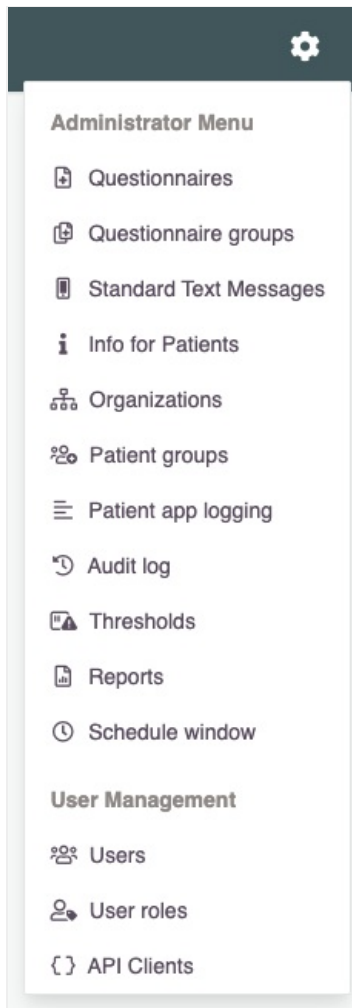 Administrator Menu
Questionnaires
Questionnaire groups
Standard Text Messages
Info for Patients
Organizations
Patient groups
Patient app logging
Audit log
Thresholds
Reports
Schedule window
User Management
Users
User roles
API Clients